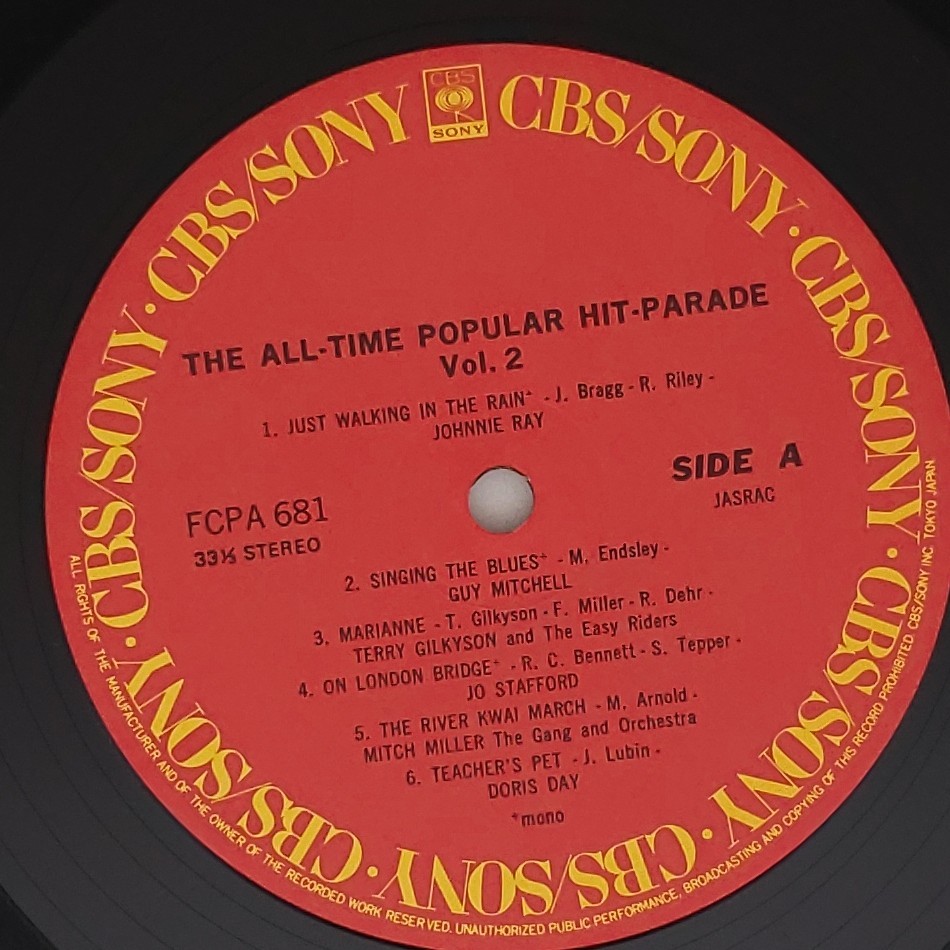 CBS
SONY
CBS/SONY · CBS/SONY · CBS/SONY · CBS/SONY · CBS/SONY · CBS/SONY · CBS/SONY · CBS/SONY
THE ALL-TIME POPULAR HIT-PARADE
Vol. 2
1. JUST WALKING IN THE RAIN* - J. Bragg - R. Riley -
JOHNNIE RAY
SIDE A
JASRAC
FCPA 681
33⅓ STEREO
2. SINGING THE BLUES* - M. Endsley -
GUY MITCHELL
3. MARIANNE - T. Gilkyson - F. Miller - R. Dehr -
TERRY GILKYSON and The Easy Riders
4. ON LONDON BRIDGE* - R. C. Bennett - S. Tepper -
JO STAFFORD
5. THE RIVER KWAI MARCH - M. Arnold -
MITCH MILLER The Gang and Orchestra
6. TEACHER'S PET - J. Lubin -
DORIS DAY
*mono
ALL RIGHTS OF THE MANUFACTURER AND OF THE OWNER OF THE RECORDED WORK RESERVED. UNAUTHORIZED PUBLIC PERFORMANCE, BROADCASTING AND COPYING OF THIS RECORD PROHIBITED CBS/SONY INC. TOKYO JAPAN